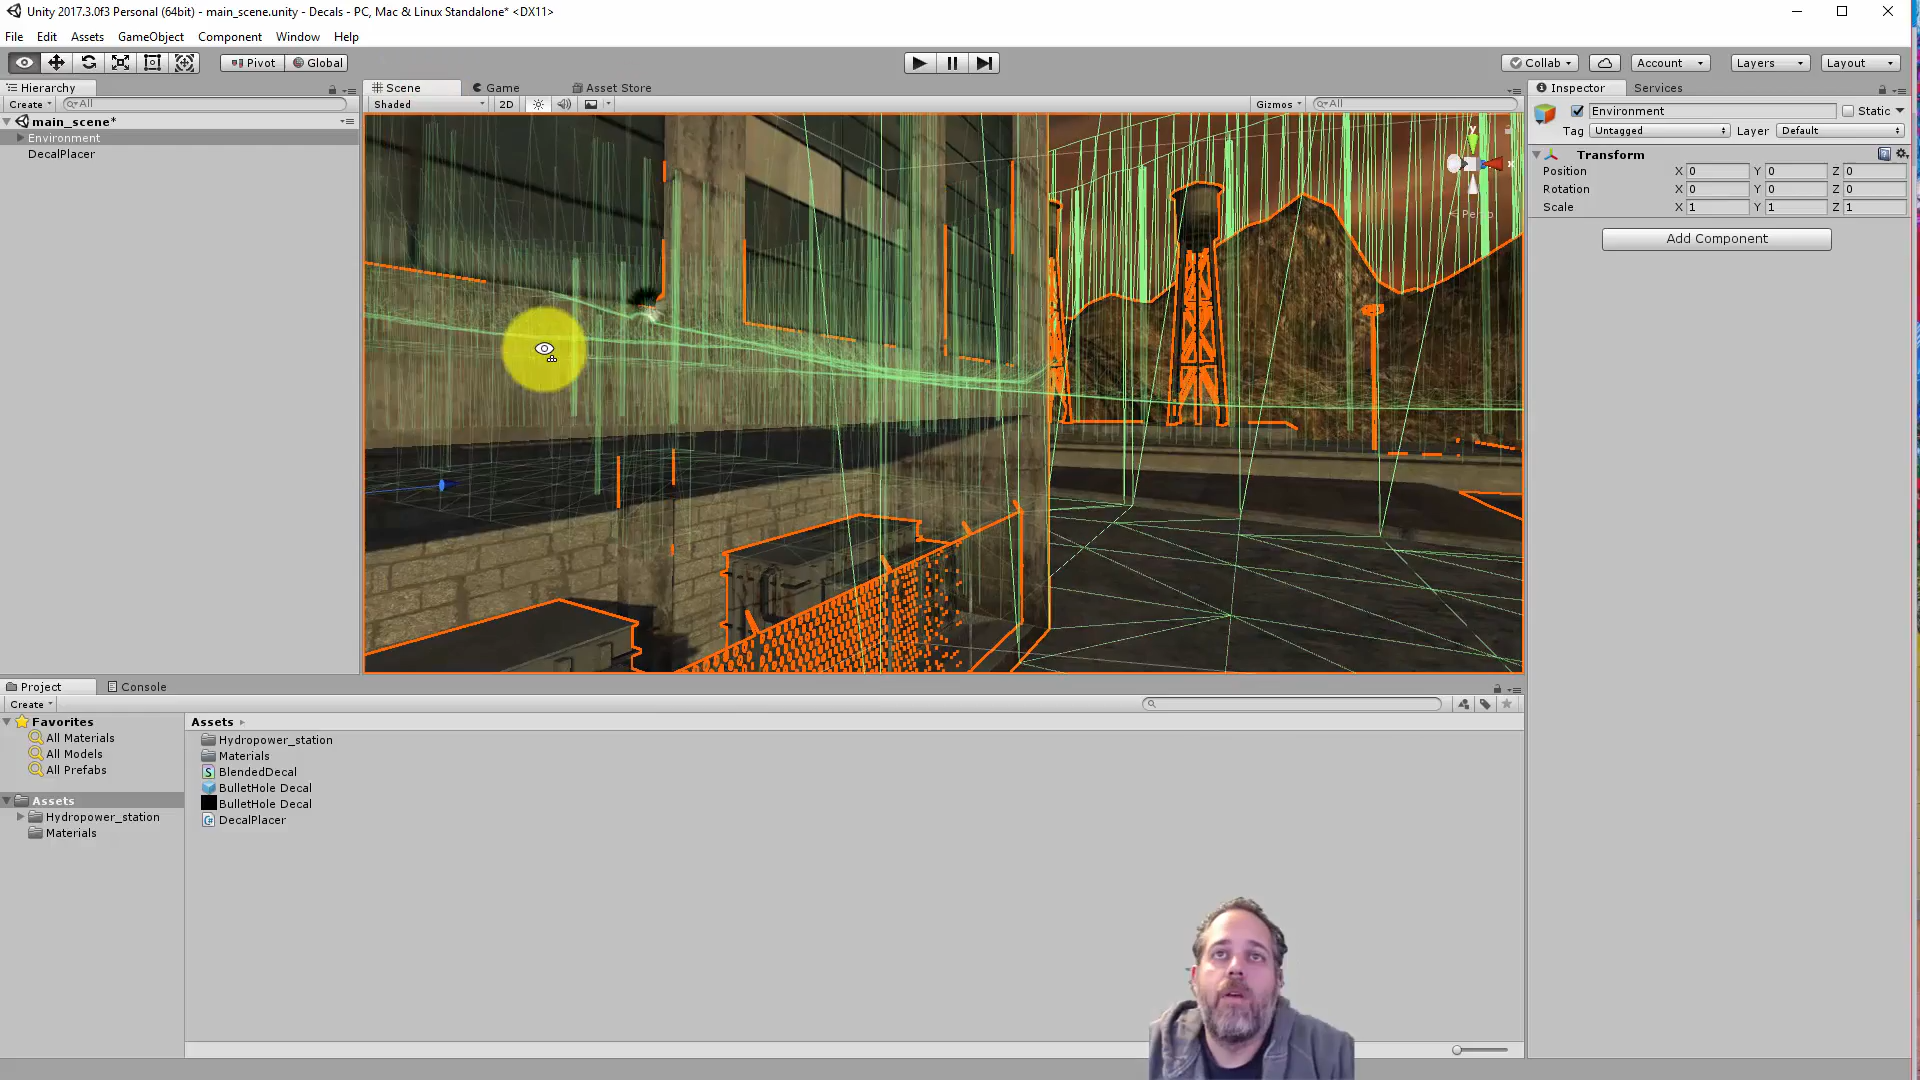 Unity 2017.3.0f3 Personal (64bit) - main_scene.unity - Decals - PC, Mac & Linux Standalone* <DX11>
File Edit Assets GameObject Component Window Help
Pivot Global Collab Account Layers Layout
Hierarchy Scene Game Asset Store Inspector Services
Create All Shaded 2D Gizmos All
Environment Static
main_scene*
Tag Untagged Layer Default
Environment
DecalPlacer
Transform
Position X 0 Y 0 Z 0
Rotation X 0 Y 0 Z 0
Scale X 1 Y 1 Z 1
Add Component
y
x
Persp
Project Console
Create
Favorites
All Materials
All Models
All Prefabs
Assets
Hydropower_station
Materials
Assets
Hydropower_station
Materials
BlendedDecal
BulletHole Decal
BulletHole Decal
DecalPlacer